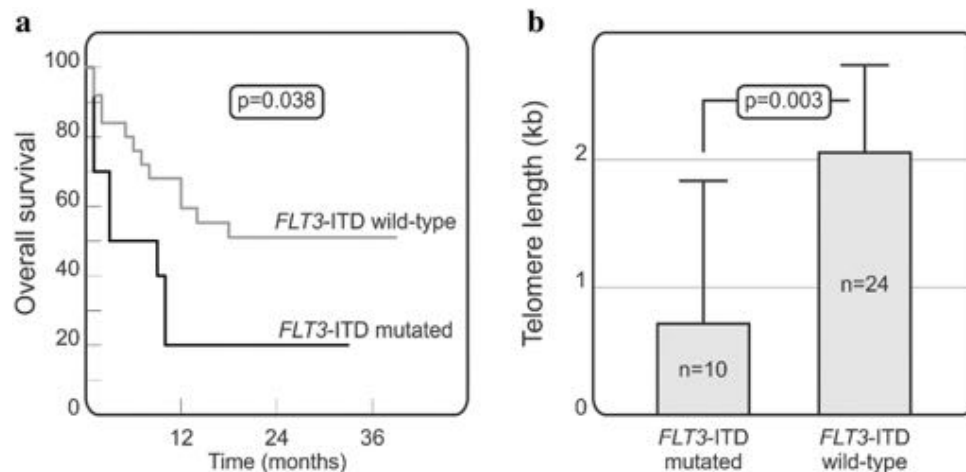 a
Overall survival
100
80
60
40
20
0
p=0.038
FLT3-ITD wild-type
FLT3-ITD mutated
12
24
36
Time (months)
b
Telomere length (kb)
2
1
0
p=0.003
n=10
n=24
FLT3-ITD
mutated
FLT3-ITD
wild-type